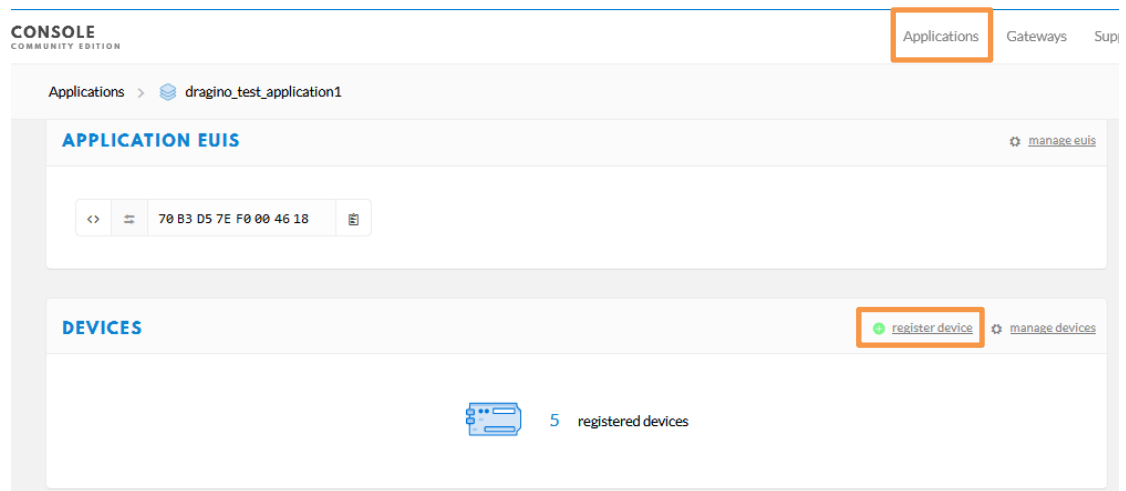 CONSOLE
COMMUNITY EDITION
Applications Gateways
Applications > dragino_test_application1
APPLICATION EUIS
manage euis
<> 70 B3 D5 7E F0 00 46 18
DEVICES
register device manage devices
5 registered devices